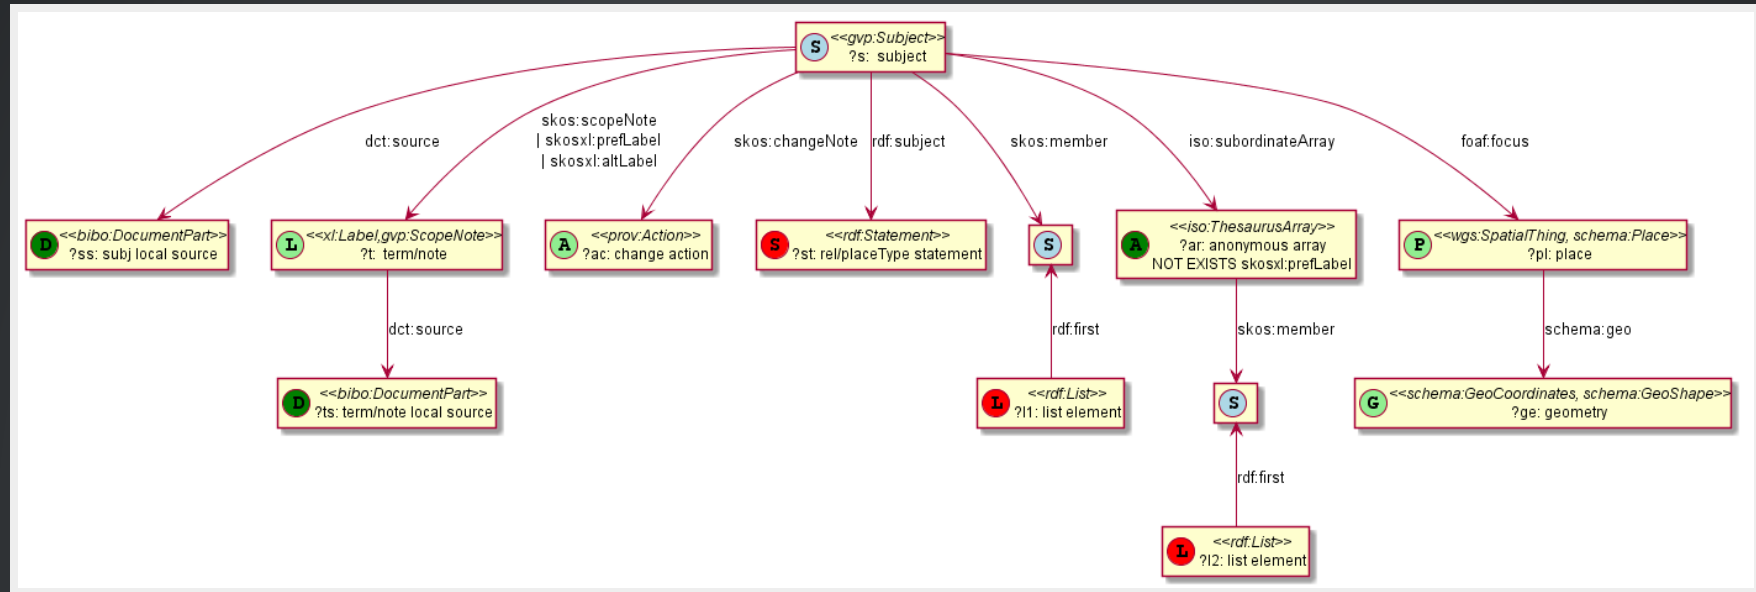 S <<gvp:Subject>>
?s: subject
dct:source
skos:scopeNote
| skosxl:prefLabel
| skosxl:altLabel
skos:changeNote
rdf:subject
skos:member
iso:subordinateArray
foaf:focus
D <<bibo:DocumentPart>>
?ss: subj local source
L <<xl:Label,gvp:ScopeNote>>
?t: term/note
A <<prov:Action>>
?ac: change action
S <<rdf:Statement>>
?st: rel/placeType statement
S
A <<iso:ThesaurusArray>>
?ar: anonymous array
NOT EXISTS skosxl:prefLabel
P <<wgs:SpatialThing, schema:Place>>
?pl: place
dct:source
rdf:first
skos:member
schema:geo
D <<bibo:DocumentPart>>
?ts: term/note local source
L <<rdf:List>>
?l1: list element
S
G <<schema:GeoCoordinates, schema:GeoShape>>
?ge: geometry
rdf:first
L <<rdf:List>>
?l2: list element